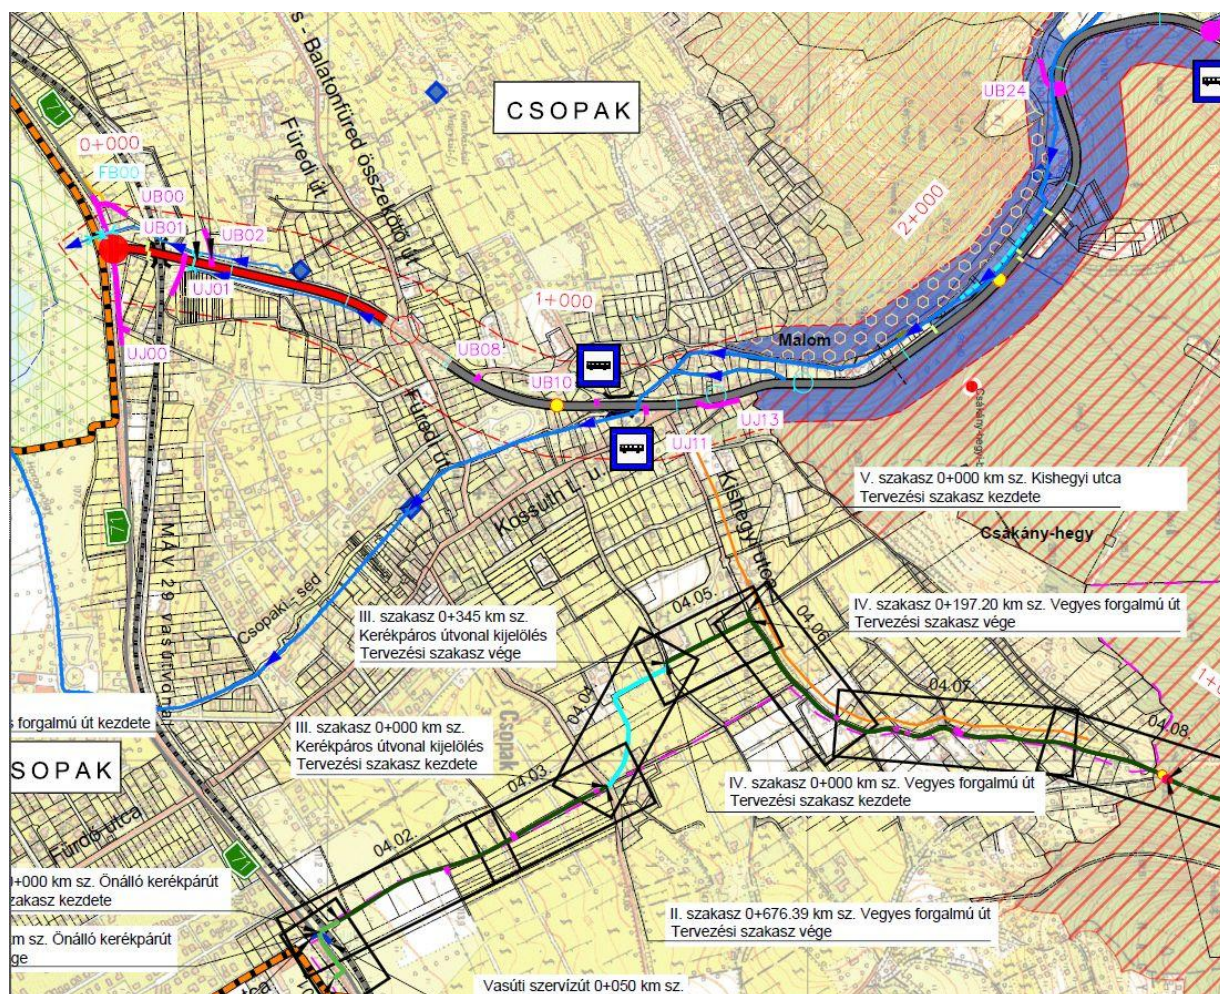 CSOPAK
s - Balatonfüred összekötő út
Füredi út
71
0+000
FB00
UB00
UB01
UB02
UJ01
UJ00
UB24
2+000
1+000
UB08
UB10
Malom
UJ13
UJ11
Füredi út
Kossuth L. u.
Kishegyi utca
V. szakasz 0+000 km sz. Kishegyi utca
Tervezési szakasz kezdete
Csákány-hegy
71
MÁV 29 vasútvonal
Csopaki - séd
III. szakasz 0+345 km sz.
Kerékpáros útvonal kijelölés
Tervezési szakasz vége
04.05.
04.06.
IV. szakasz 0+197.20 km sz. Vegyes forgalmú út
Tervezési szakasz vége
04.07.
04.08.
1+
s forgalmú út kezdete
III. szakasz 0+000 km sz.
Kerékpáros útvonal kijelölés
Tervezési szakasz kezdete
Csopak
04.04.
SOPAK
04.03.
IV. szakasz 0+000 km sz. Vegyes forgalmú út
Tervezési szakasz kezdete
Fürdő utca
04.02.
71
0+000 km sz. Önálló kerékpárút
zakasz kezdete
II. szakasz 0+676.39 km sz. Vegyes forgalmú út
Tervezési szakasz vége
m sz. Önálló kerékpárút
ge
utca
Vasúti szervízút 0+050 km sz.